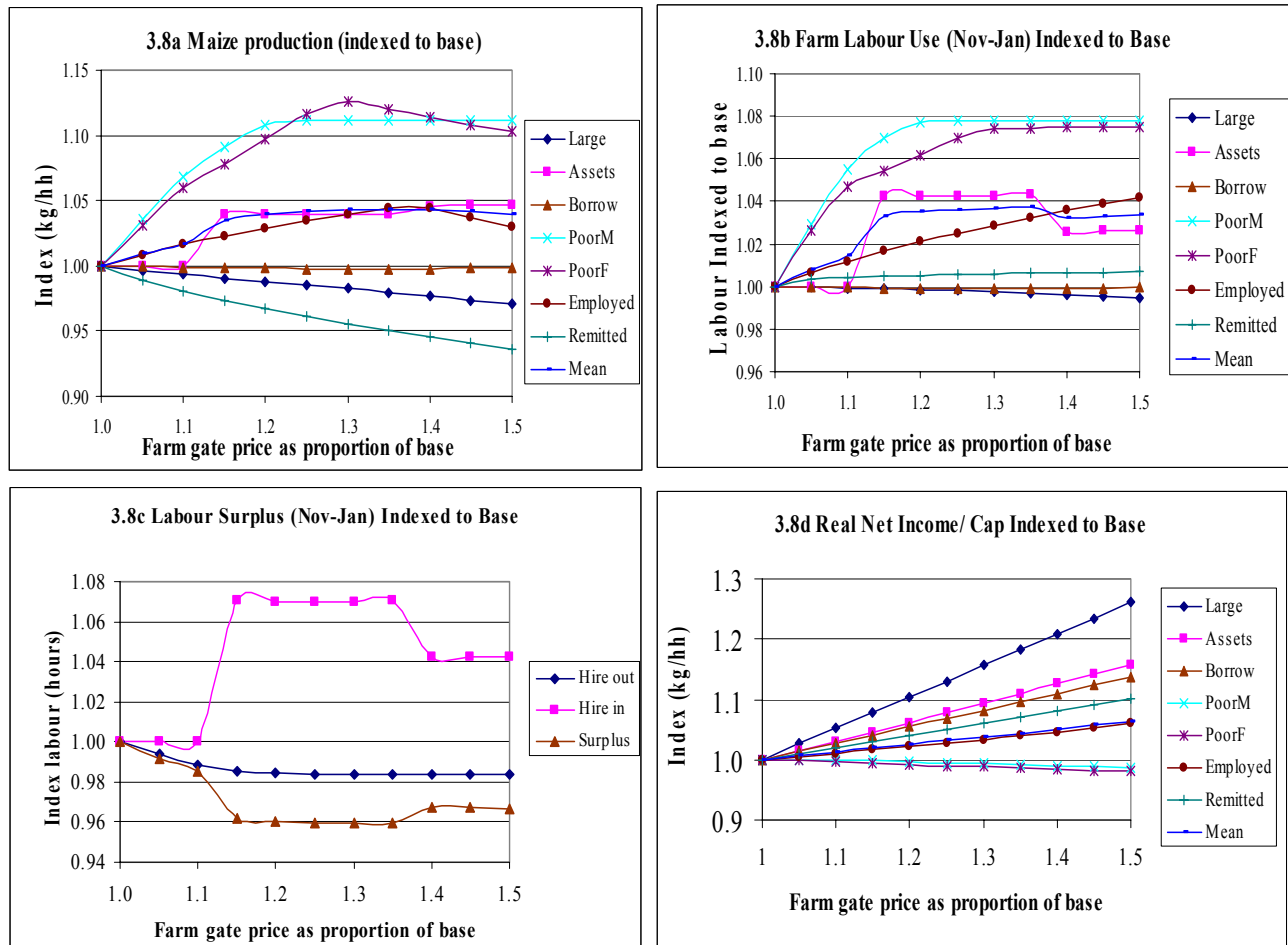 3.8a Maize production (indexed to base)
Index (kg/hh)
1.15
1.10
1.05
1.00
0.95
0.90
1.0 1.1 1.2 1.3 1.4 1.5
Farm gate price as proportion of base
Large
Assets
Borrow
PoorM
PoorF
Employed
Remitted
Mean
3.8b Farm Labour Use (Nov-Jan) Indexed to Base
Labour Indexed to base
1.10
1.08
1.06
1.04
1.02
1.00
0.98
0.96
1.0 1.1 1.2 1.3 1.4 1.5
Farm gate price as proportion of base
Large
Assets
Borrow
PoorM
PoorF
Employed
Remitted
Mean
3.8c Labour Surplus (Nov-Jan) Indexed to Base
Index labour (hours)
1.08
1.06
1.04
1.02
1.00
0.98
0.96
0.94
1.0 1.1 1.2 1.3 1.4 1.5
Farm gate price as proportion of base
Hire out
Hire in
Surplus
3.8d Real Net Income/ Cap Indexed to Base
Index (kg/hh)
1.3
1.2
1.1
1.0
0.9
1 1.1 1.2 1.3 1.4 1.5
Farm gate price as proportion of base
Large
Assets
Borrow
PoorM
PoorF
Employed
Remitted
Mean